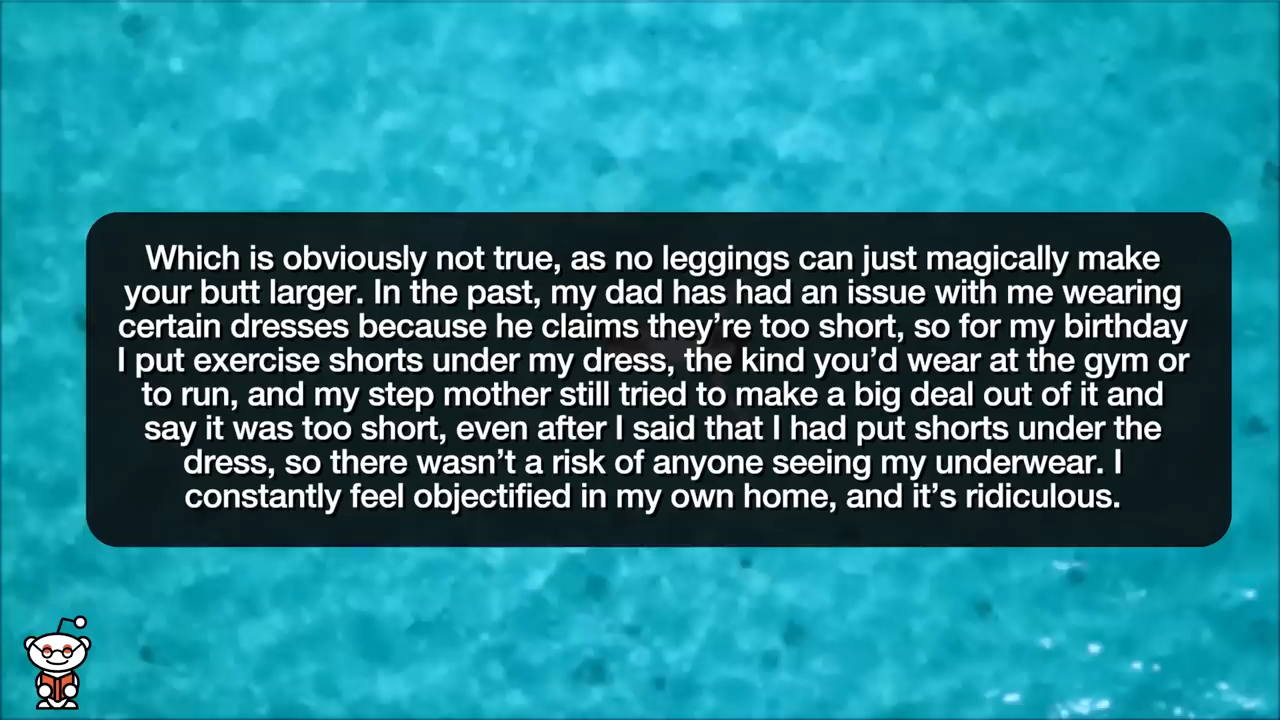 Which is obviously not true, as no leggings can just magically make
your butt larger. In the past, my dad has had an issue with me wearing
certain dresses because he claims they’re too short, so for my birthday
I put exercise shorts under my dress, the kind you’d wear at the gym or
to run, and my step mother still tried to make a big deal out of it and
say it was too short, even after I said that I had put shorts under the
dress, so there wasn’t a risk of anyone seeing my underwear. I
constantly feel objectified in my own home, and it’s ridiculous.